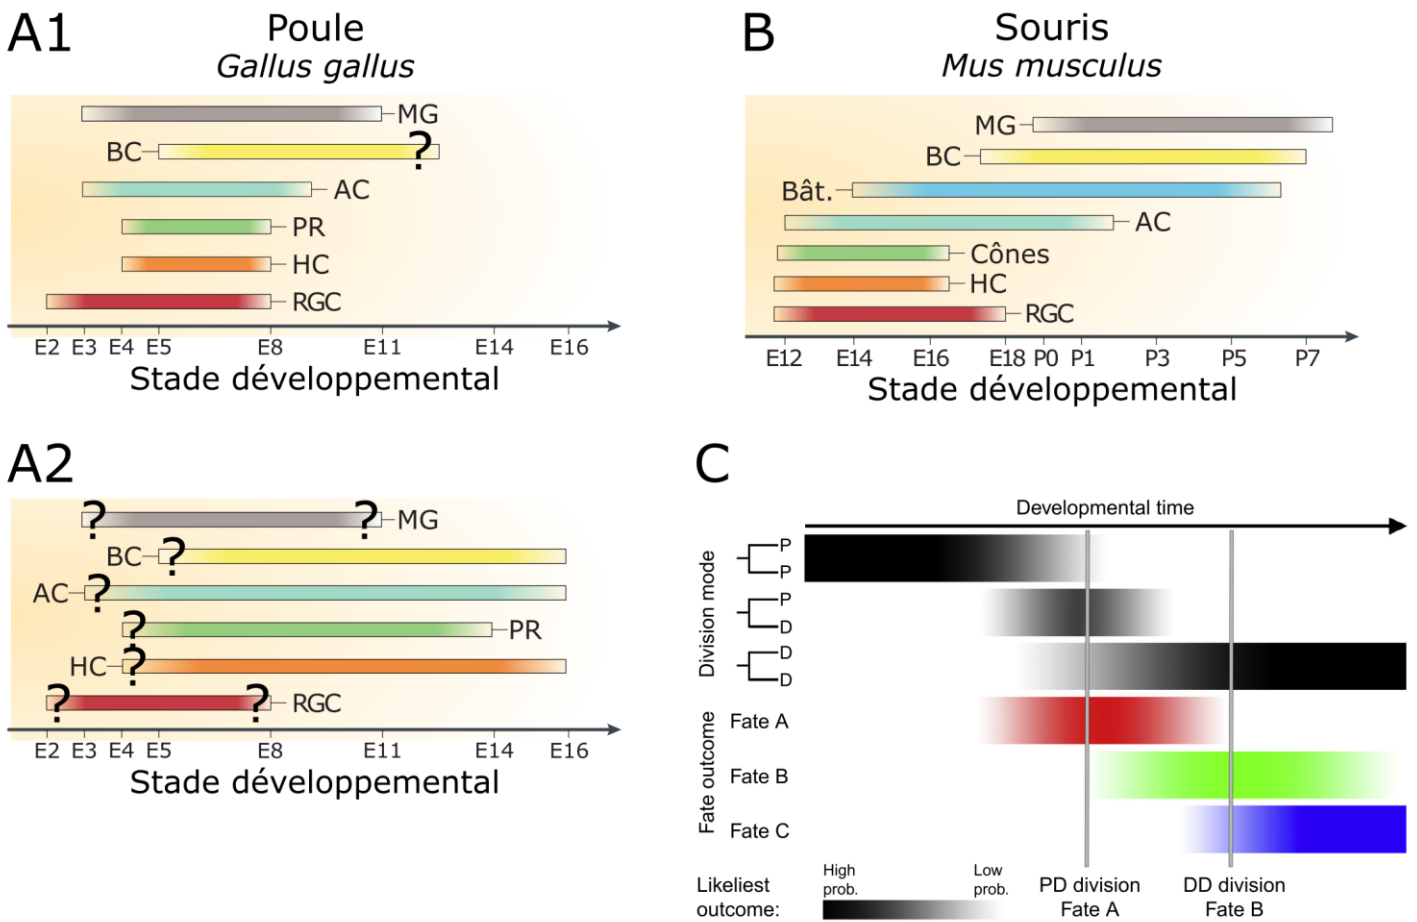 A1
Poule
Gallus gallus
MG
BC
?
AC
PR
HC
RGC
E2 E3 E4 E5 E8 E11 E14 E16
Stade développemental
B
Souris
Mus musculus
MG
BC
Bât.
AC
Cônes
HC
RGC
E12 E14 E16 E18 P0 P1 P3 P5 P7
Stade développemental
A2
? ? MG
BC ?
AC ?
? PR
HC ?
? ? RGC
E2 E3 E4 E5 E8 E11 E14 E16
Stade développemental
C
Developmental time
Division mode
P
P
P
D
D
D
Fate outcome
Fate A
Fate B
Fate C
Likeliest
outcome:
High
prob.
Low
prob.
PD division
Fate A
DD division
Fate B